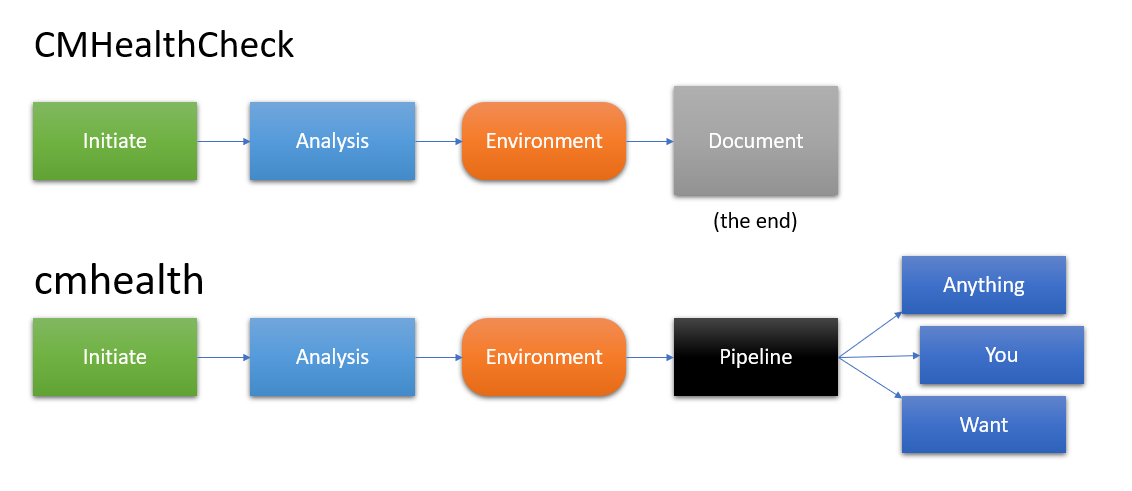 CMHealthCheck
Initiate
Analysis
Environment
Document
(the end)
cmhealth
Initiate
Analysis
Environment
Pipeline
Anything
You
Want